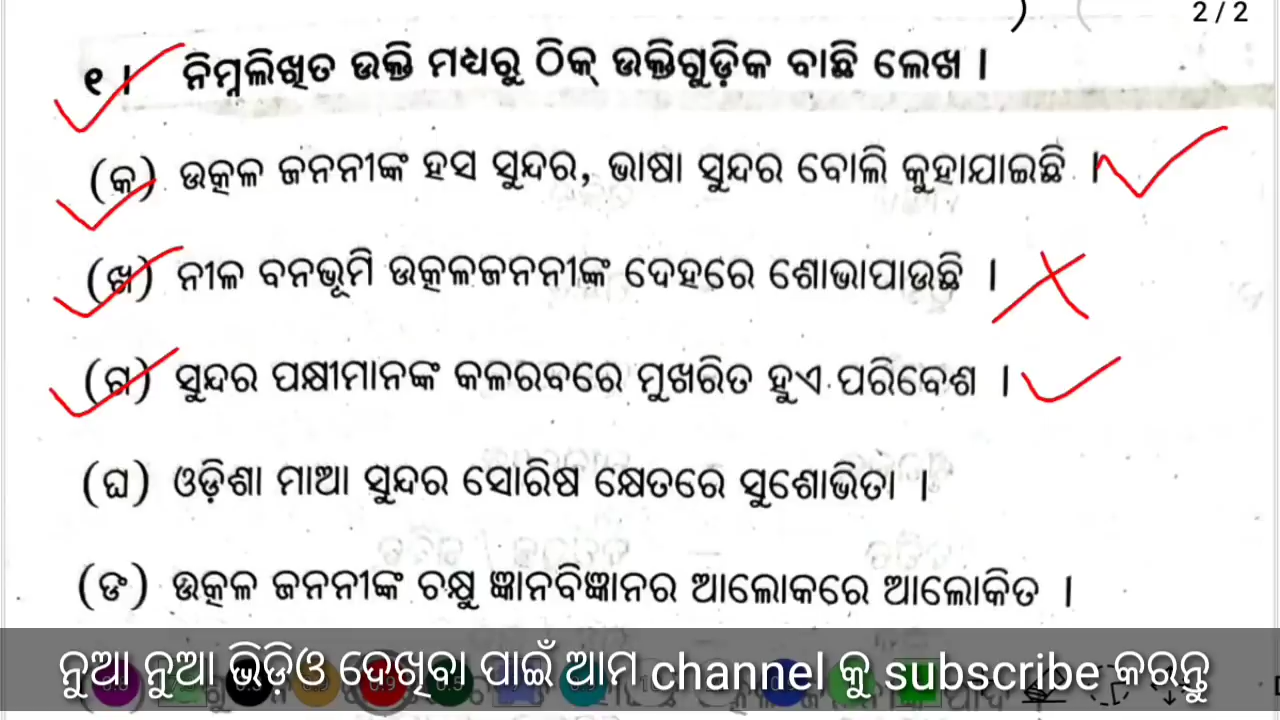 2 / 2
୧ । ନିମ୍ନଲିଖିତ ଉକ୍ତି ମଧ୍ୟରୁ ଠିକ୍ ଉକ୍ତିଗୁଡ଼ିକ ବାଛି ଲେଖ ।
(କ) ଉତ୍କଳ ଜନନୀଙ୍କ ହସ ସୁନ୍ଦର, ଭାଷା ସୁନ୍ଦର ବୋଲି କୁହାଯାଇଛି ।
(ଖ) ନୀଳ ବନଭୂମି ଉତ୍କଳଜନନୀଙ୍କ ଦେହରେ ଶୋଭାପାଉଛି ।
(ଗ) ସୁନ୍ଦର ପକ୍ଷୀମାନଙ୍କ କଳରବରେ ମୁଖରିତ ହୁଏ ପରିବେଶ ।
(ଘ) ଓଡ଼ିଶା ମାଆ ସୁନ୍ଦର ସୋରିଷ କ୍ଷେତରେ ସୁଶୋଭିତା ।
(ଙ) ଉତ୍କଳ ଜନନୀଙ୍କ ଚକ୍ଷୁ ଜ୍ଞାନବିଜ୍ଞାନର ଆଲୋକରେ ଆଲୋକିତ ।
ନୁଆ ନୁଆ ଭିଡ଼ିଓ ଦେଖିବା ପାଇଁ ଆମ channel କୁ subscribe କରନ୍ତୁ